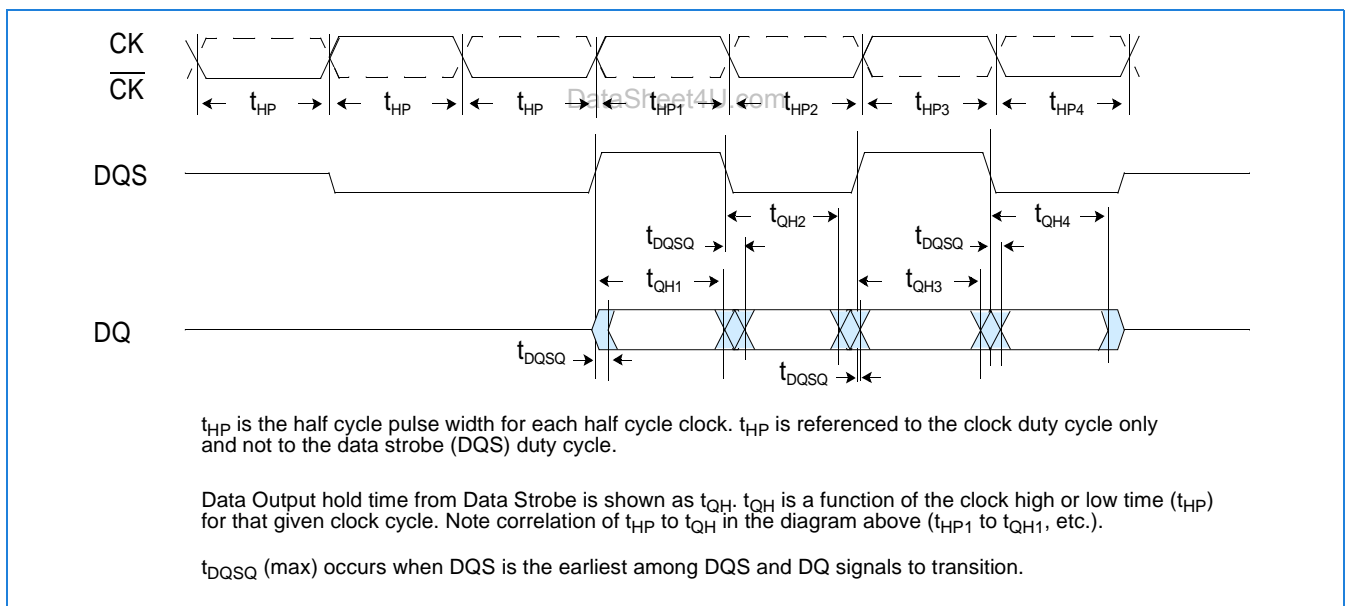 CK
CK
tHP tHP tHP tHP1 tHP2 tHP3 tHP4
DataSheet4U.com
DQS
tQH2 tQH4
tDQSQ tDQSQ
tQH1 tQH3
DQ
tDQSQ
tDQSQ
tHP is the half cycle pulse width for each half cycle clock. tHP is referenced to the clock duty cycle only
and not to the data strobe (DQS) duty cycle.
Data Output hold time from Data Strobe is shown as tQH. tQH is a function of the clock high or low time (tHP)
for that given clock cycle. Note correlation of tHP to tQH in the diagram above (tHP1 to tQH1, etc.).
tDQSQ (max) occurs when DQS is the earliest among DQS and DQ signals to transition.